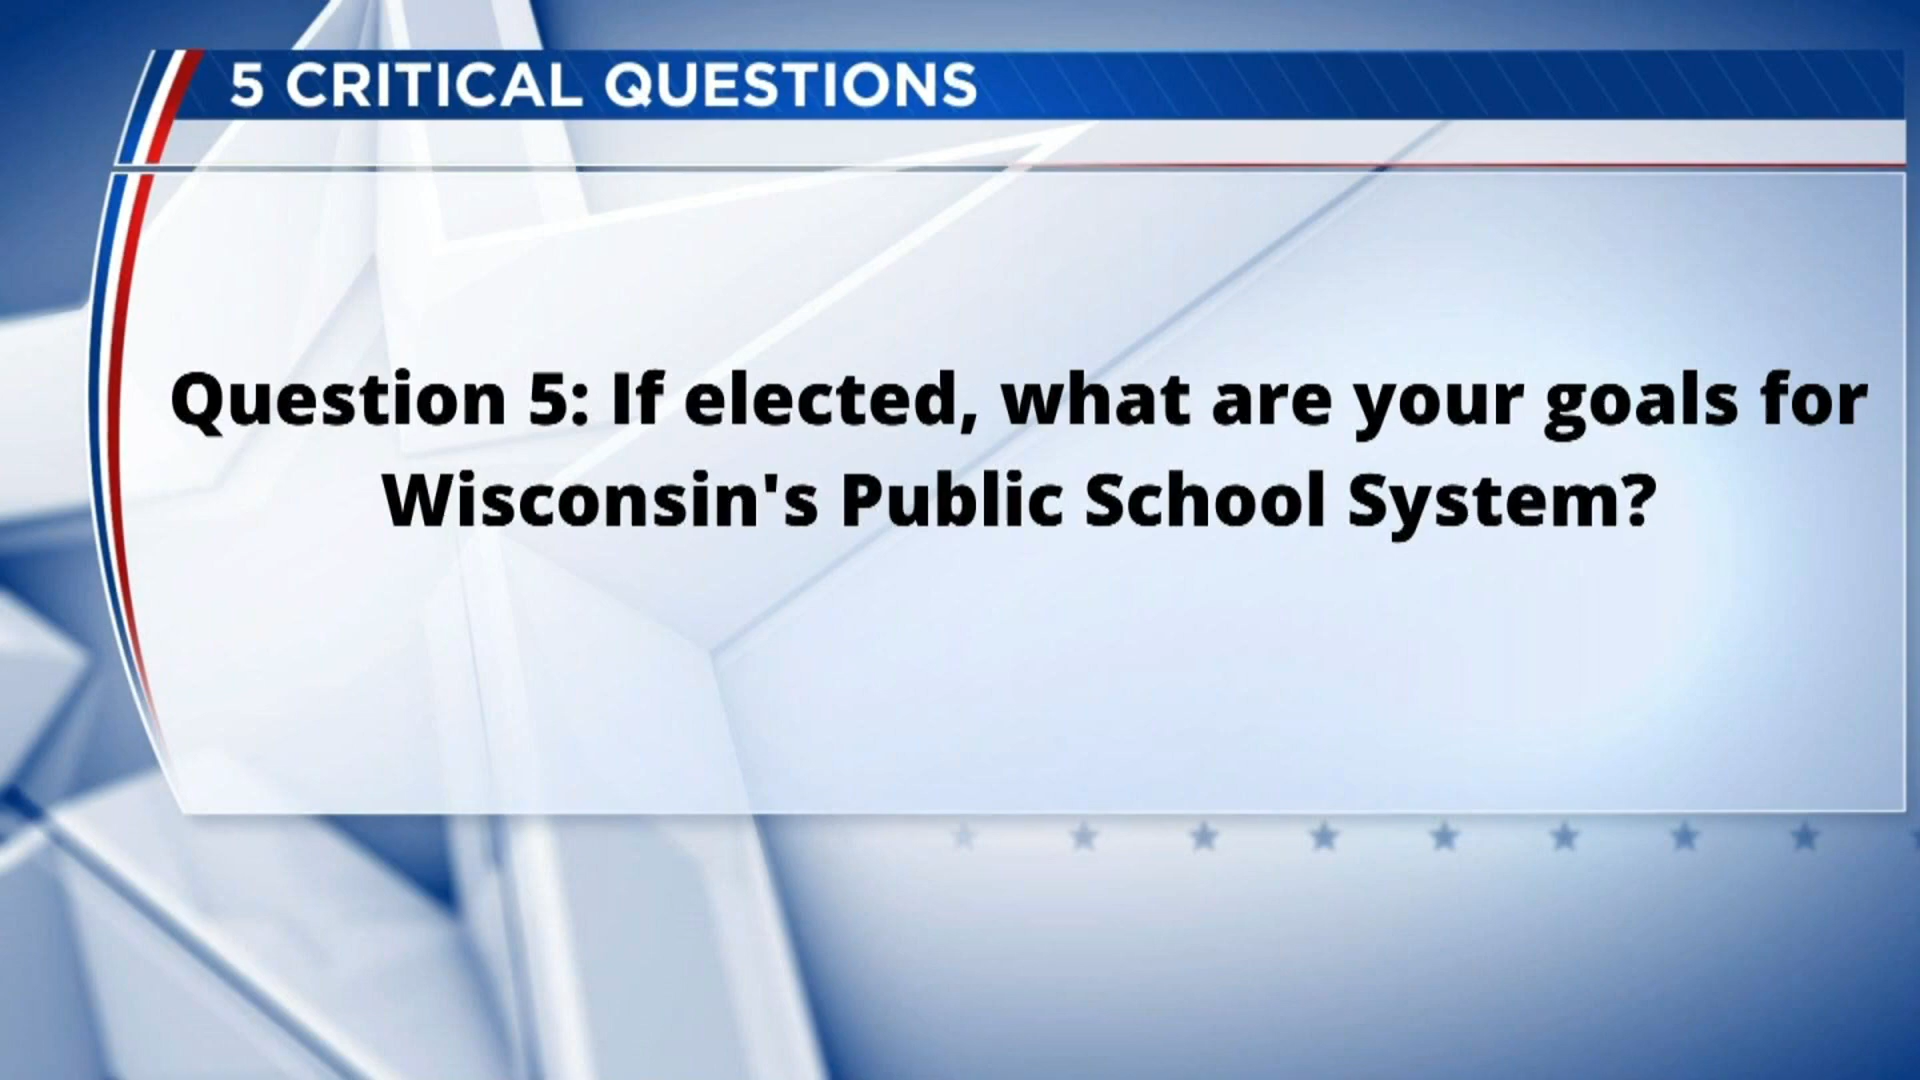 5 CRITICAL QUESTIONS
Question 5: If elected, what are your goals for
Wisconsin's Public School System?